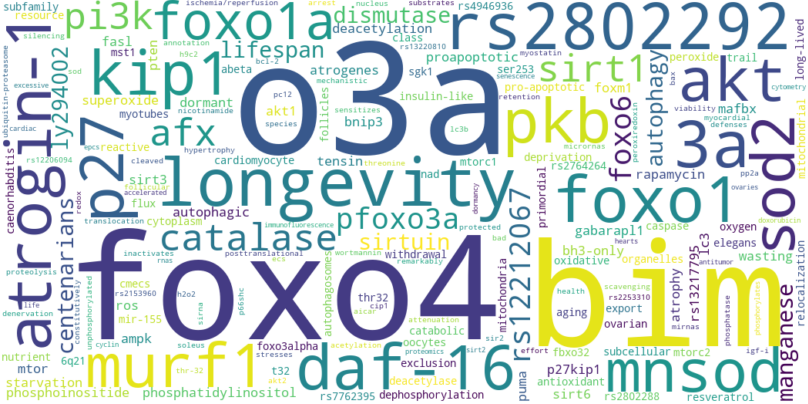 subfamily
resource
silencing
pi3k
foxo1a
ischemia/reperfusion
arrest
nucleus
substrates
dismutase
deacetylation
rs4946936
rs2802292
annotation
h9c2
fasl
mst1
pten
lifespan
class
rs13220810
myostatin
long-lived
sod
abeta
atrogenes
bcl-2
mechanistic
proapoptotic
sgk1
ser253
senescence
peroxide
trail
cytometry
ubiquitin-proteasome
excessive
kip1
o3a
sirt1
akt
pro-apoptotic
foxm1
bax
viability
mitochondrial
ly294002
superoxide
dormant
akt1
pc12
insulin-like
sensitizes
retention
autophagy
mafbx
myocardial
defenses
cardiac
myotubes
nicotinamide
species
bnip3
follicles
lc3b
micrornas
pkb
foxo6
peroxiredoxin
3a
sod2
atrogin-1
p27
epcs
afx
reactive
hypertrophy
deprivation
rs2764264
rs12206094
cleaved
cardiomyocyte
tensin
mtorc1
threonine
rapamycin
pp2a
ovaries
doxorubicin
caenorhabditis
redox
follicular
accelerated
sirt3
flux
longevity
nad
dormancy
primordial
foxo1
autophagic
pfoxo3a
translocation
cytoplasm
immunofluorescence
protected
bad
gabarapl1
caspase
oxygen
lc3
elegans
centenarians
inactivates
rnas
posttranslational
catalase
sirtuin
wortmannin
withdrawal
remarkably
mitochondria
rs12212067
bh3-only
oxidative
hearts
antitumor
wasting
relocalization
proteolysis
constitutively
unphosphorylated
foxo4
ecs
autophagosomes
thr32
cip1
bim
organelles
atrophy
rs13217795
cmecs
rs2153960
h2o2
sirna
p66shc
aicar
attenuation
sir2
catabolic
health
scavenging
rs2253310
phosphatase
phosphorylates
manganese
life
denervation
ros
mir-155
aging
export
ovarian
mirnas
nutrient
mtor
ampk
cyclin
soleus
foxo3alpha
stresses
acetylation
proteomics
sirt2
oocytes
exclusion
effort
fbxo32
igf-i
starvation
6q21
murf1
thr-32
akt2
t32
daf-16
deacetylase
puma
p27kip1
subcellular
mtorc2
mnsod
antioxidant
phosphoinositide
phosphatidylinositol
rs7762395
dephosphorylation
sirt6
rs2802288
resveratrol